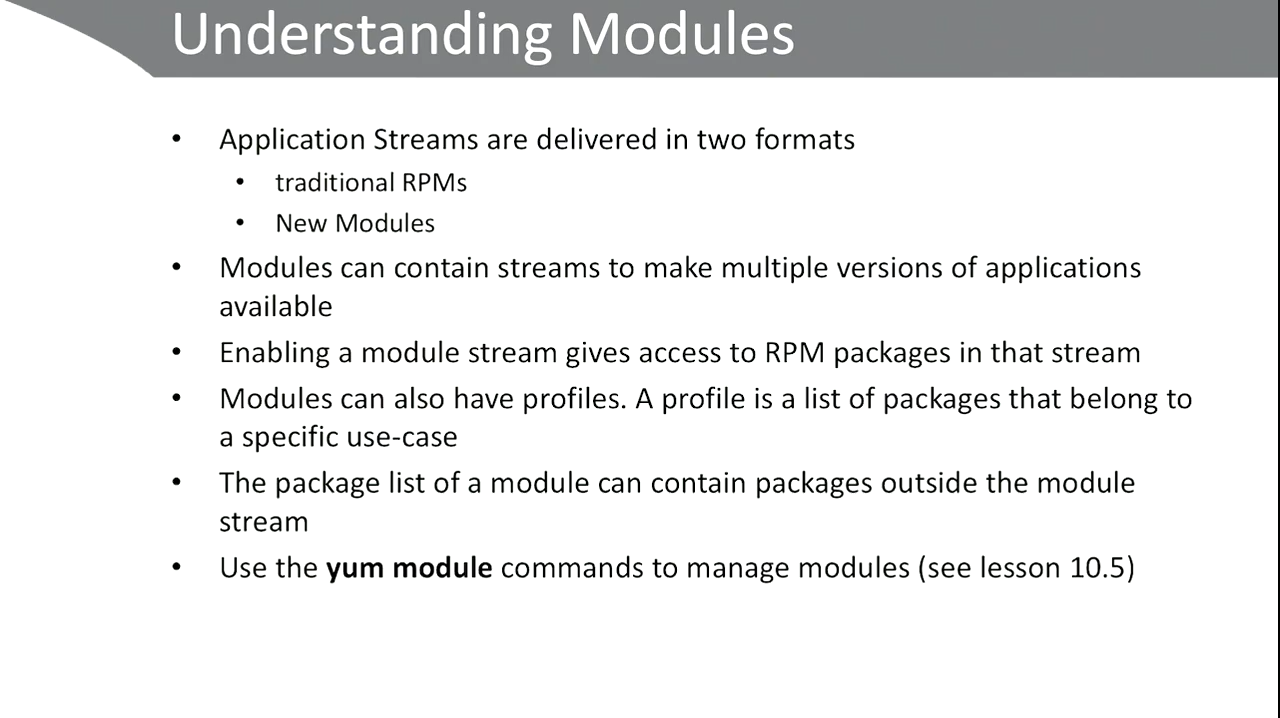 Understanding Modules
• Application Streams are delivered in two formats
• traditional RPMs
• New Modules
• Modules can contain streams to make multiple versions of applications
available
• Enabling a module stream gives access to RPM packages in that stream
• Modules can also have profiles. A profile is a list of packages that belong to
a specific use-case
• The package list of a module can contain packages outside the module
stream
• Use the yum module commands to manage modules (see lesson 10.5)